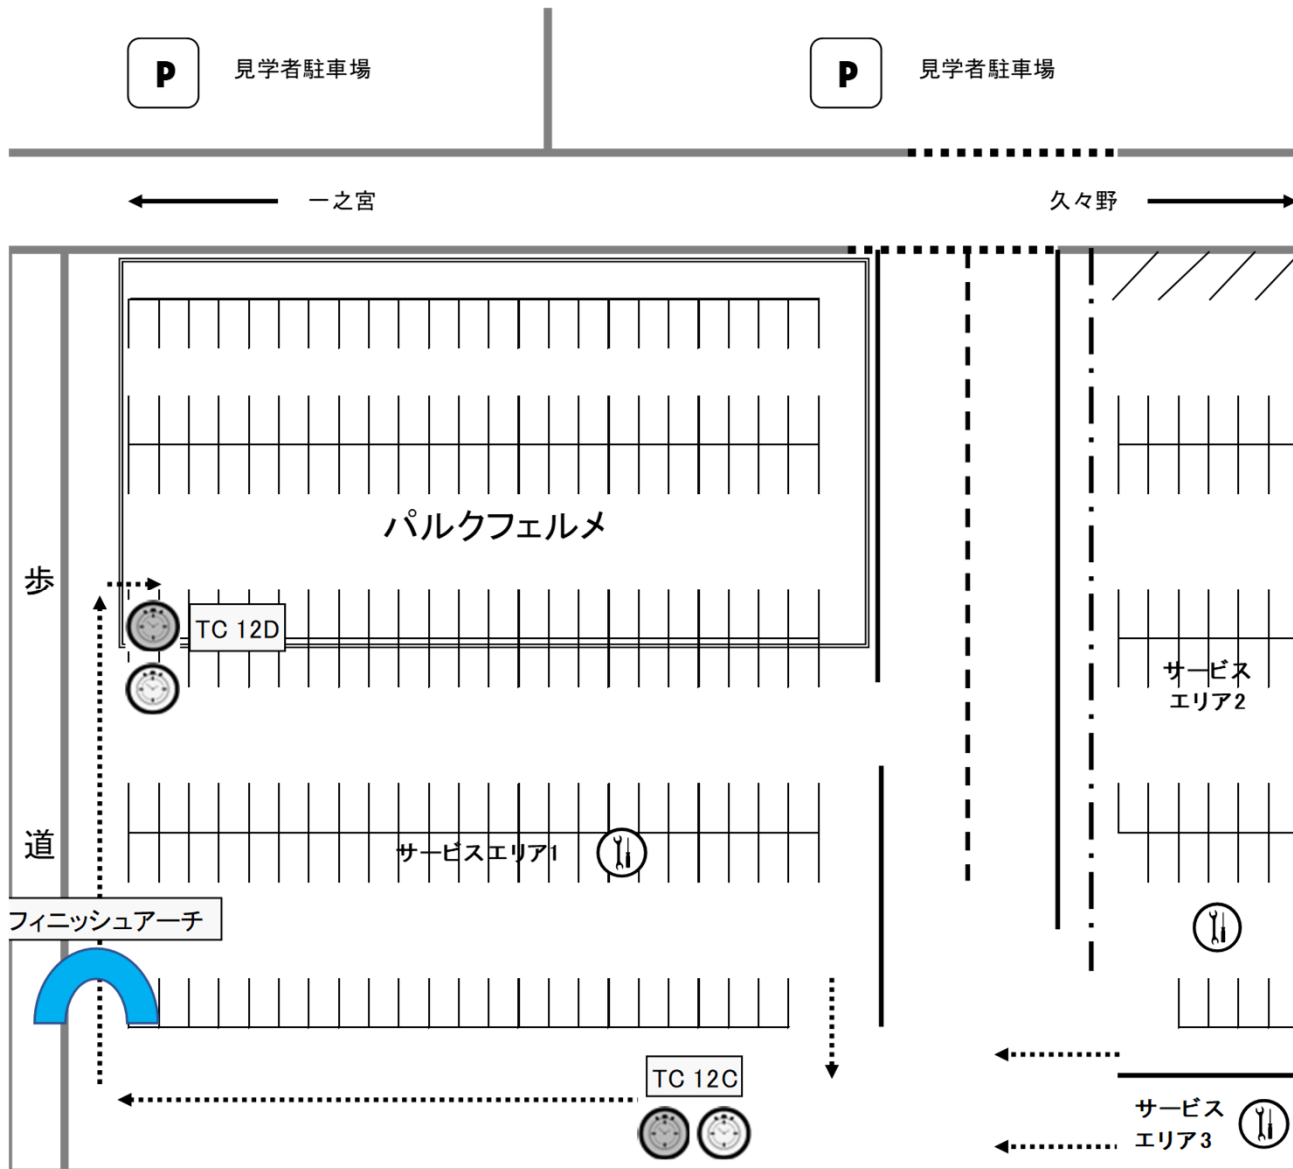 P 見学者駐車場
P 見学者駐車場
一之宮
久々野
パルクフェルメ
歩道
TC 12D
サービス
エリア2
サービスエリア1
フィニッシュアーチ
TC 12C
サービス
エリア3